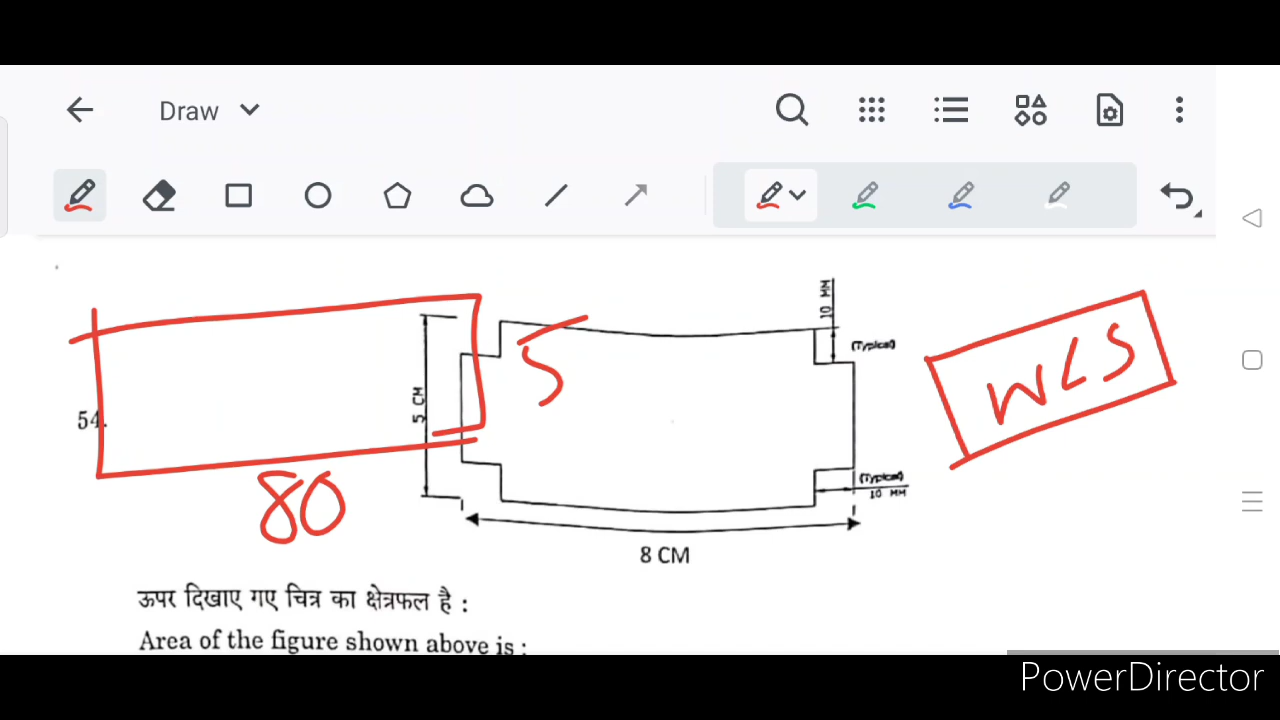 Draw
10 MM
(Typical)
5
WCS
5 CM
54.
(Typical)
10 MM
80
8 CM
ऊपर दिखाए गए चित्र का क्षेत्रफल है :
Area of the figure shown above is :
PowerDirector